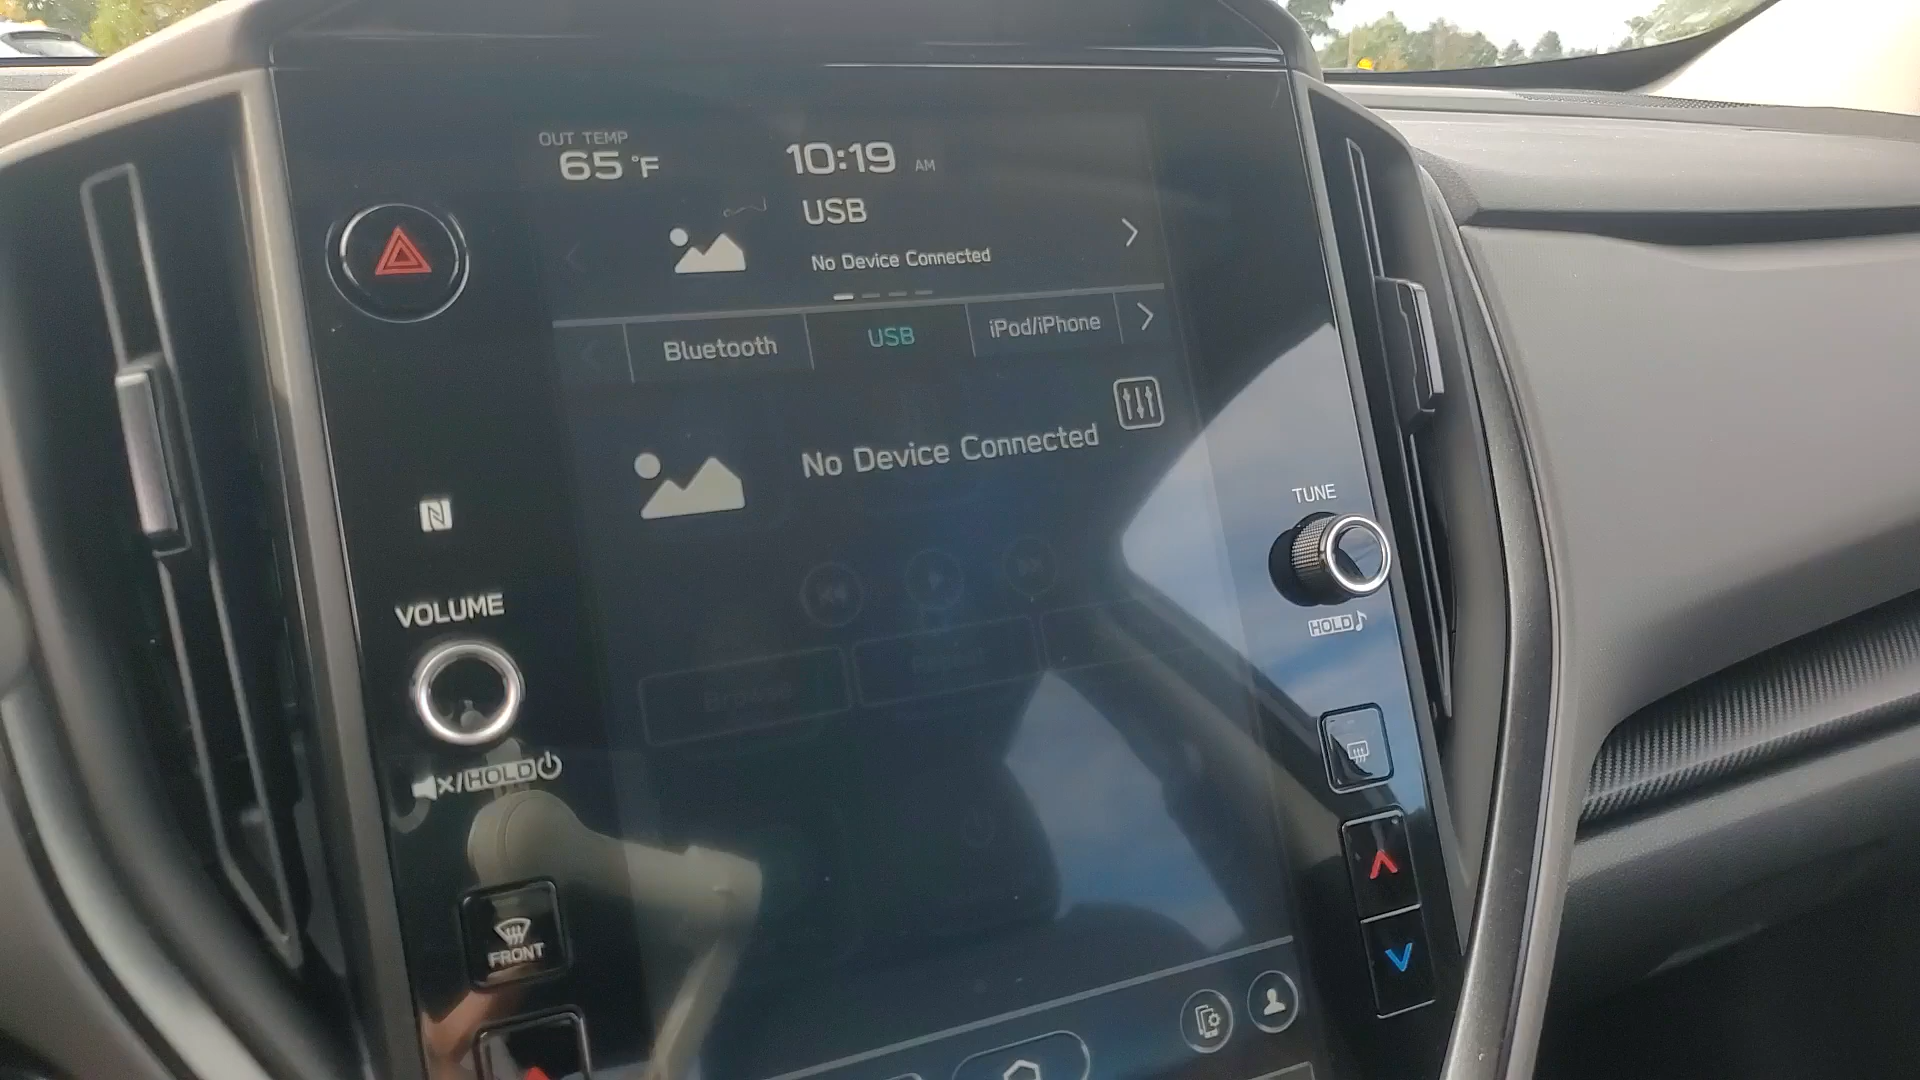 OUT TEMP
65 °F
10:19 AM
USB
No Device Connected
Bluetooth
USB
iPod/iPhone
No Device Connected
TUNE
HOLD
VOLUME
Browse
/HOLD
FRONT